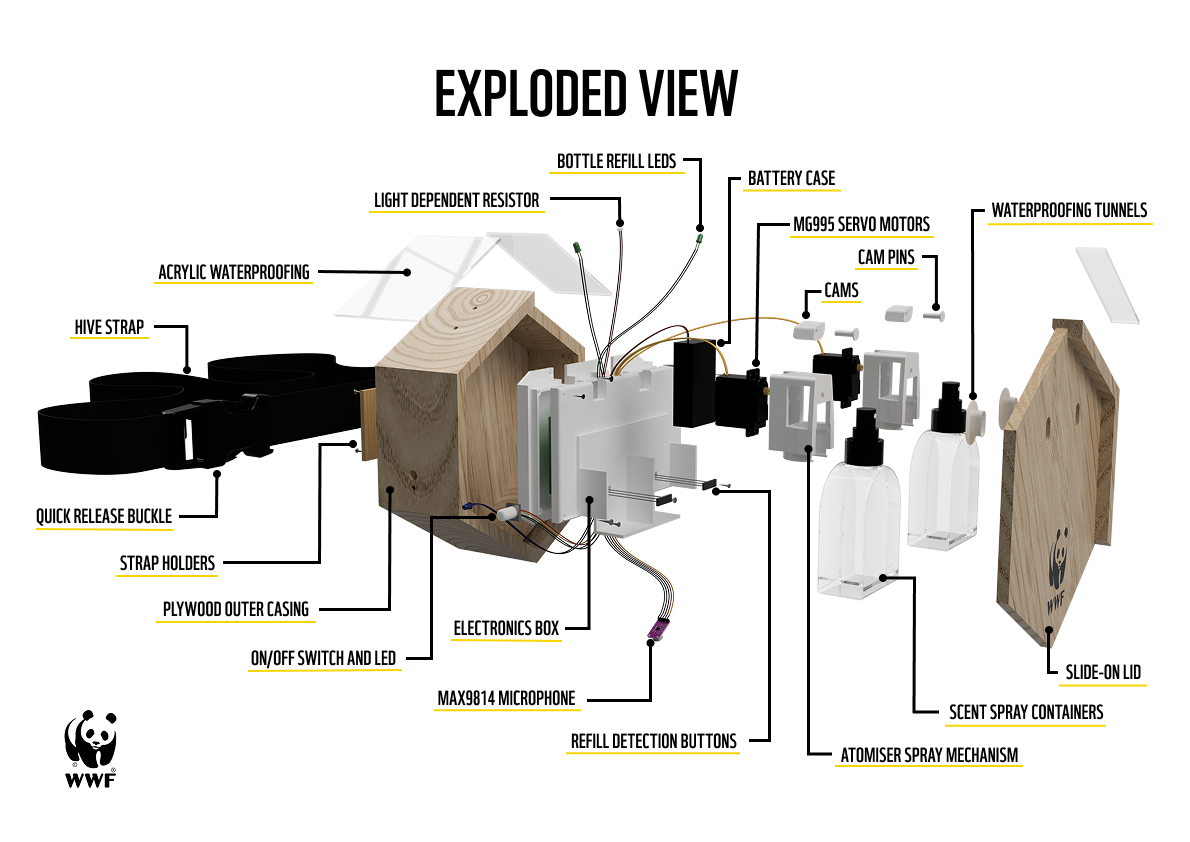 EXPLODED VIEW
BOTTLE REFILL LEDS
BATTERY CASE
LIGHT DEPENDENT RESISTOR
WATERPROOFING TUNNELS
MG995 SERVO MOTORS
CAM PINS
ACRYLIC WATERPROOFING
CAMS
HIVE STRAP
QUICK RELEASE BUCKLE
STRAP HOLDERS
WWF
PLYWOOD OUTER CASING
ELECTRONICS BOX
ON/OFF SWITCH AND LED
SLIDE-ON LID
MAX9814 MICROPHONE
SCENT SPRAY CONTAINERS
REFILL DETECTION BUTTONS
ATOMISER SPRAY MECHANISM
WWF